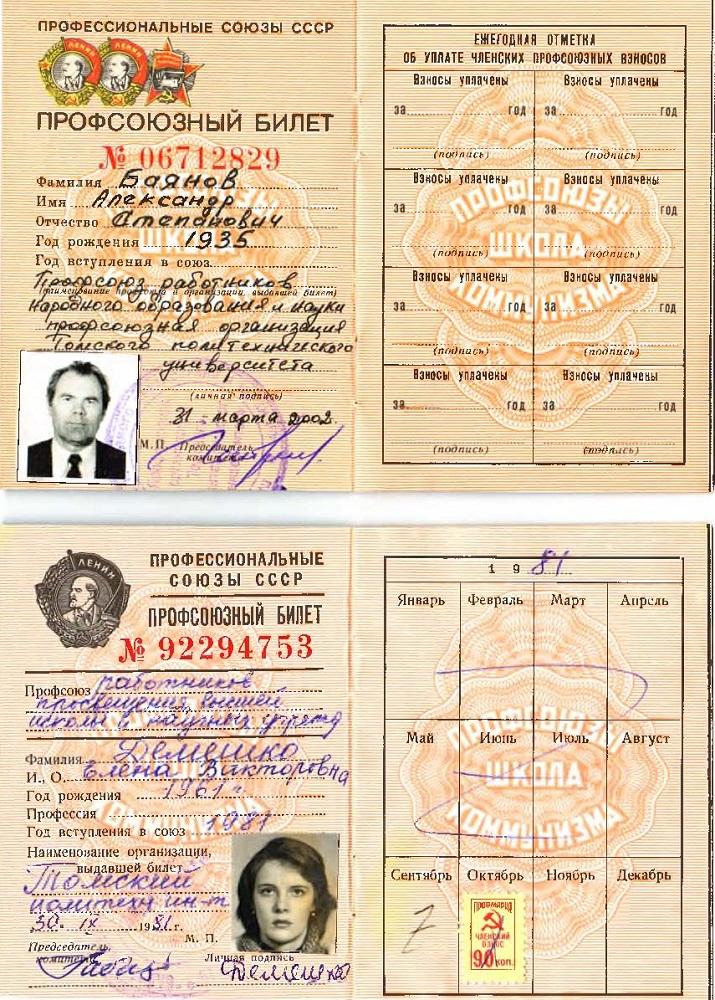 ПРОФЕССИОНАЛЬНЫЕ СОЮЗЫ СССР
ЛЕНИН
ЛЕНИН
ПРОФСОЮЗНЫЙ БИЛЕТ
№ 06712829
Фамилия Баянов
Имя Александр
Отчество Степанович
Год рождения 1935
Год вступления в союз
Профсоюз работников
(наименование профсоюза и организации, выдавшей билет)
Народного образования и науки
профсоюзная организация
Томского политехнического
университета
(личная подпись)
31 - марта 2002
М. П. Председатель
комитета
ЕЖЕГОДНАЯ ОТМЕТКА
ОБ УПЛАТЕ ЧЛЕНСКИХ ПРОФСОЮЗНЫХ ВЗНОСОВ
Взносы уплачены Взносы уплачены
за год за год
(подпись) (подпись)
Взносы уплачены Взносы уплачены
за год за год
(подпись) (подпись)
Взносы уплачены Взносы уплачены
за год за год
(подпись) (подпись)
Взносы уплачены Взносы уплачены
за год за год
(подпись) (подпись)
ПРОФСОЮЗЫ
ШКОЛА
КОММУНИЗМА
ЛЕНИН
ПРОФЕССИОНАЛЬНЫЕ
СОЮЗЫ СССР
ПРОФСОЮЗНЫЙ БИЛЕТ
№ 92294753
Профсоюз работников
просвещения высшей
школы и научных учрежд
Фамилия Демешко
И., О. Елена Викторовна
Год рождения 1961г.
Профессия
Год вступления в союз 1981
Наименование организации,
выдавшей билет
Томский
политехн ин-т
30. IX 1981 г.
М. П.
Председатель
комитета
Личная подпись
Демешко
1981
Январь Февраль Март Апрель
Май Июнь Июль Август
Сентябрь Октябрь Ноябрь Декабрь
ПРОФСОЮЗЫ
ШКОЛА
КОММУНИЗМА
ЧЛЕНСКИЙ
ВЗНОС
90 коп.